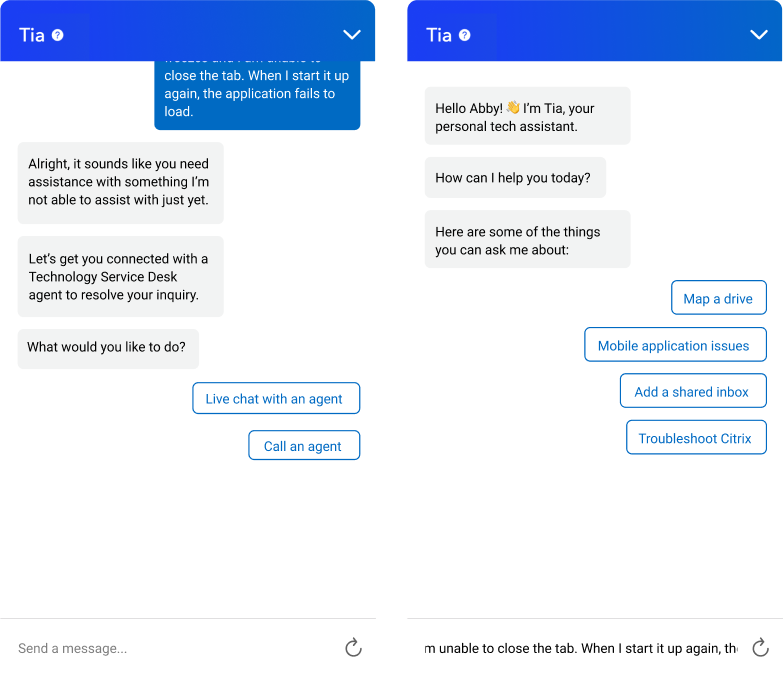 Tia
close the tab. When I start it up
again, the application fails to
load.
Alright, it sounds like you need
assistance with something I'm
not able to assist with just yet.
Let's get you connected with a
Technology Service Desk
agent to resolve your inquiry.
What would you like to do?
Live chat with an agent
Call an agent
Send a message...
Tia
Hello Abby! 👋 I'm Tia, your
personal tech assistant.
How can I help you today?
Here are some of the things
you can ask me about:
Map a drive
Mobile application issues
Add a shared inbox
Troubleshoot Citrix
m unable to close the tab. When I start it up again, th